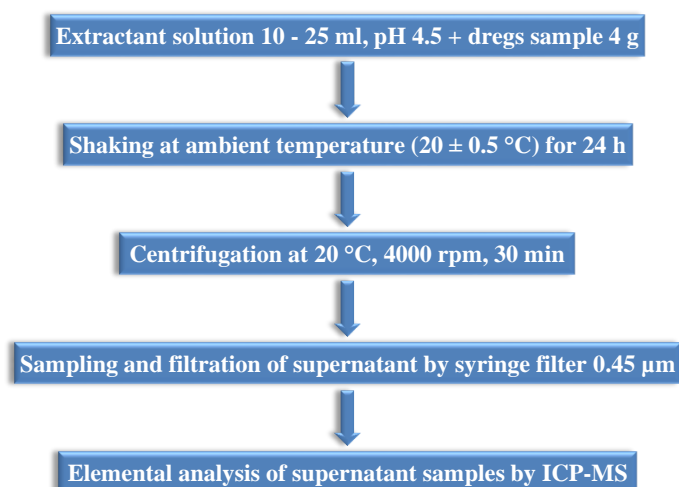 Extractant solution 10 - 25 ml, pH 4.5 + dregs sample 4 g
Shaking at ambient temperature (20 ± 0.5 °C) for 24 h
Centrifugation at 20 °C, 4000 rpm, 30 min
Sampling and filtration of supernatant by syringe filter 0.45 µm
Elemental analysis of supernatant samples by ICP-MS